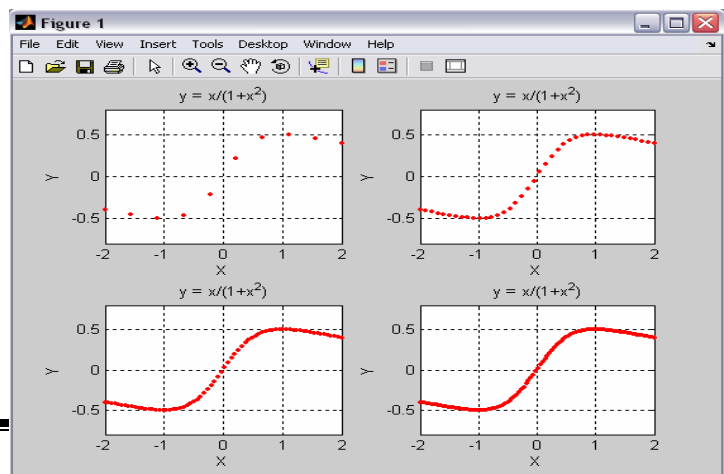 Figure 1
File Edit View Insert Tools Desktop Window Help
y = x/(1+x²) y = x/(1+x²)
0.5 0.5
Y 0 Y 0
-0.5 -0.5
-2 -1 0 1 2 -2 -1 0 1 2
X X
y = x/(1+x²) y = x/(1+x²)
0.5 0.5
Y 0 Y 0
-0.5 -0.5
-2 -1 0 1 2 -2 -1 0 1 2
X X